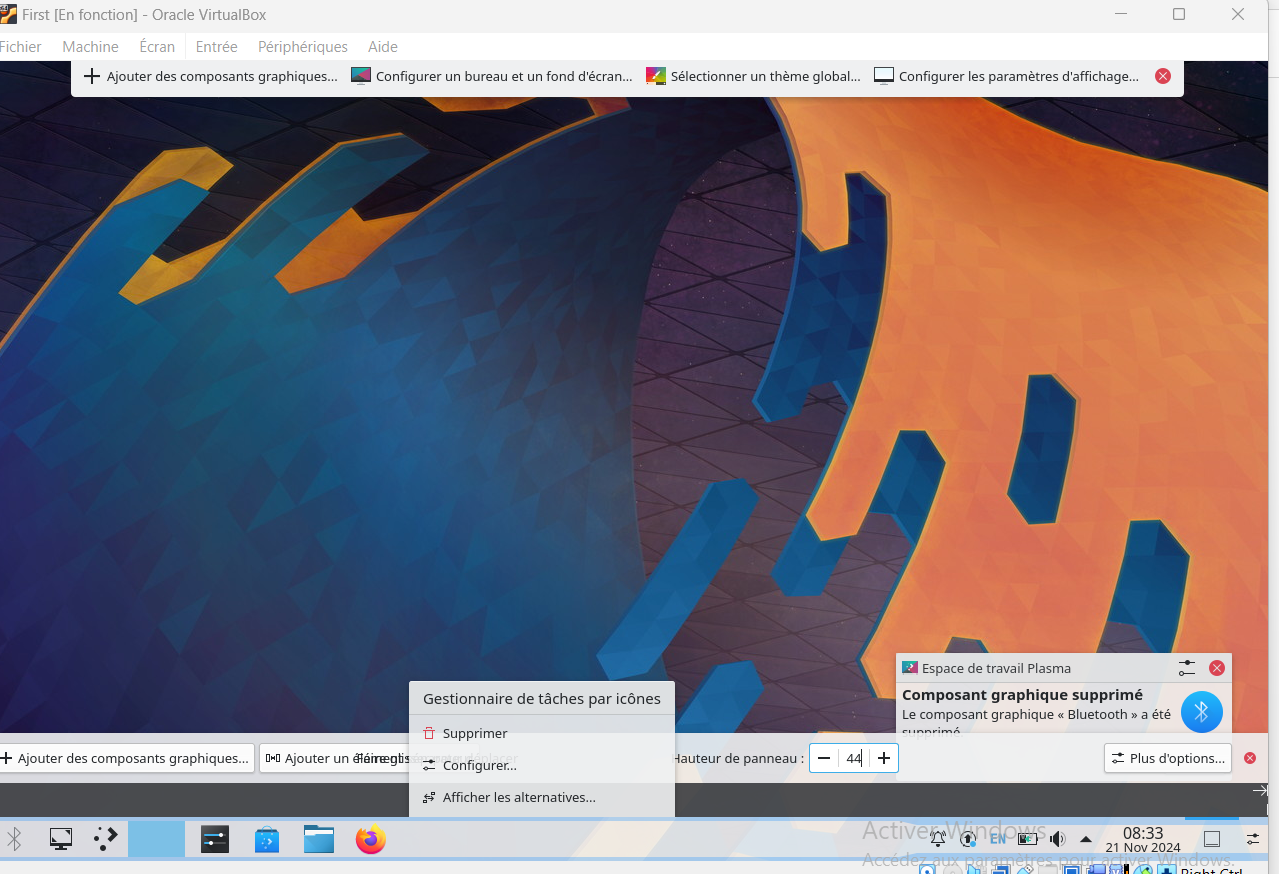 First [En fonction] - Oracle VirtualBox
Fichier Machine Écran Entrée Périphériques Aide
Ajouter des composants graphiques... Configurer un bureau et un fond d'écran... Sélectionner un thème global... Configurer les paramètres d'affichage...
Espace de travail Plasma
Composant graphique supprimé
Le composant graphique « Bluetooth » a été
supprimé
Gestionnaire de tâches par icônes
Supprimer
Configurer...
Afficher les alternatives...
Ajouter des composants graphiques... Ajouter un Hauteur de panneau : 44 Plus d'options...
Activer Windows
Accédez aux paramètres pour activer Windows.
EN 08:33
21 Nov 2024
Right Ctrl